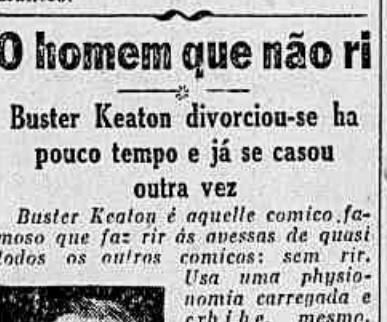 O homem que não ri
Buster Keaton divorciou-se ha
pouco tempo e já se casou
outra vez
Buster Keaton é aquelle comico fa-
moso que faz rir ás avessas de quasi
todos os outros comicos: sem rir.
Usa uma physio-
nomia carregada e
mesmo,